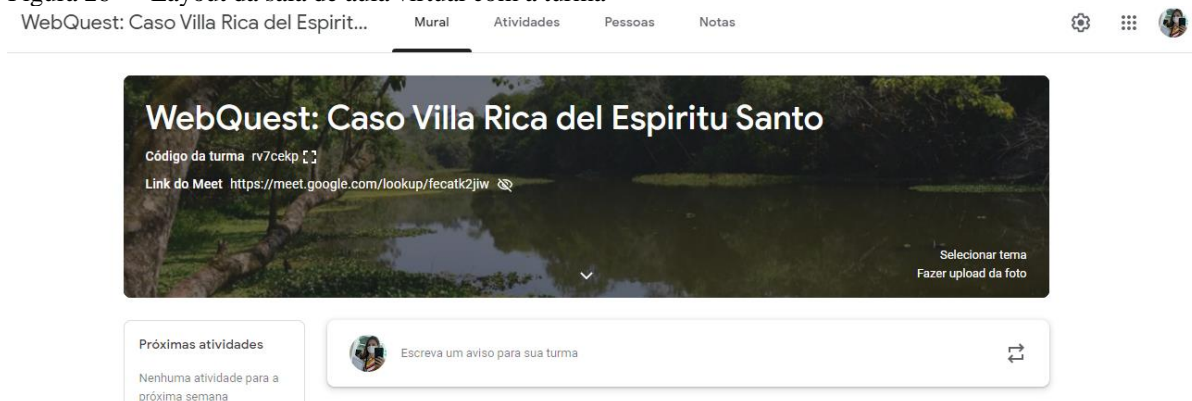 Figura 26 — Layout da sala de aula virtual com a turma
WebQuest: Caso Villa Rica del Espirit... Mural Atividades Pessoas Notas
WebQuest: Caso Villa Rica del Espiritu Santo
Código da turma rv7cekp
Link do Meet https://meet.google.com/lookup/fecatk2jiw
Selecionar tema
Fazer upload da foto
Próximas atividades
Nenhuma atividade para a
próxima semana
Escreva um aviso para sua turma